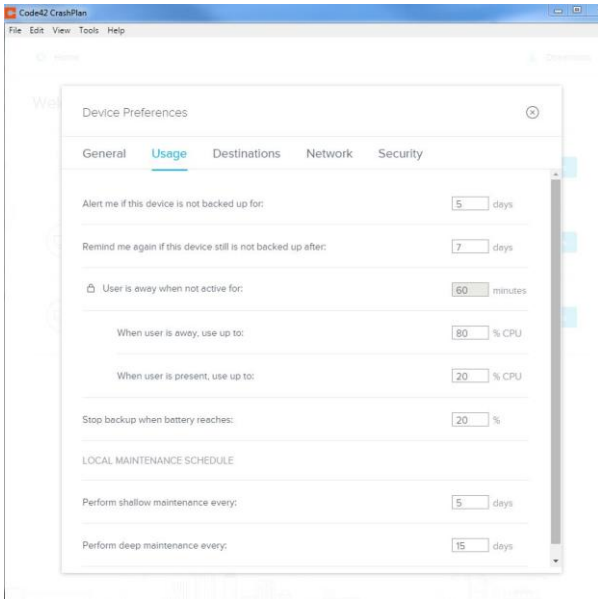 Code42 CrashPlan
File Edit View Tools Help
Home
Device Preferences
General Usage Destinations Network Security
Alert me if this device is not backed up for: 5 days
Remind me again if this device still is not backed up after: 7 days
User is away when not active for: 60 minutes
When user is away, use up to: 80 % CPU
When user is present, use up to: 20 % CPU
Stop backup when battery reaches: 20 %
LOCAL MAINTENANCE SCHEDULE
Perform shallow maintenance every: 5 days
Perform deep maintenance every: 15 days